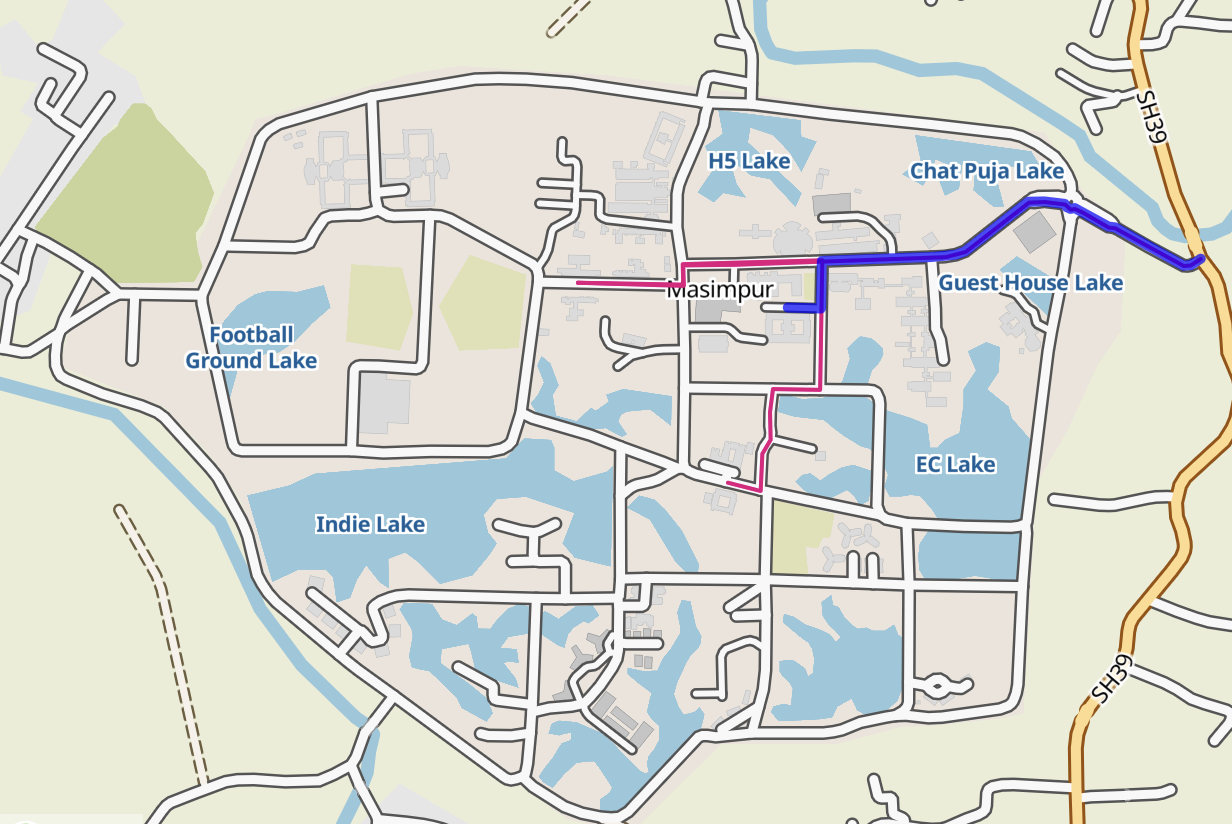 SH39
H5 Lake
Chat Puja Lake
Masimpur
Guest House Lake
Football
Ground Lake
EC Lake
Indie Lake
SH39